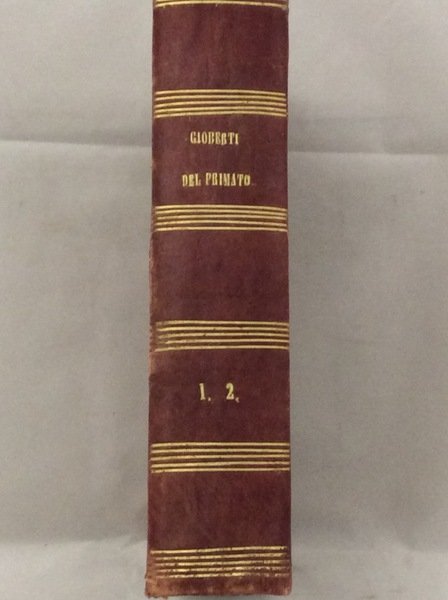 GIOBERTI
DEL PRIMATO
1. 2.